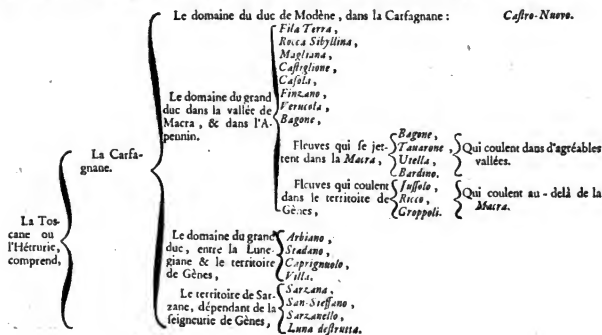 Le domaine du duc de Modène, dans la Carfagnane : Caſtro-Nuovo.
Fila Terra,
Rocca Sibyllina,
Magliana,
Caſtiglione,
Caſola,
Finzano,
Verucola,
Bagone,
Le domaine du grand
duc dans la vallée de
Macra, & dans l'A-
pennin.
Fleuves qui ſe jet-
tent dans la Macra,
Bagone,
Tauarone,
Utella,
Bardino.
Qui coulent dans d'agréables
vallées.
Fleuves qui coulent
dans le territoire de
Gènes,
Juſſolo,
Ricco,
Groppoli.
Qui coulent au-delà de la
Macra.
La Carfa-
gnane.
La Toſ-
cane ou
l'Hétrurie,
comprend,
Le domaine du grand
duc, entre la Lune-
giane & le territoire
de Gènes,
Arbiano,
Stadano,
Caprignuolo,
Villa.
Le territoire de Sar-
zane, dépendant de la
ſeigneurie de Gènes,
Sarzana,
San-Steffano,
Sarzanello,
Luna deſtrutta.